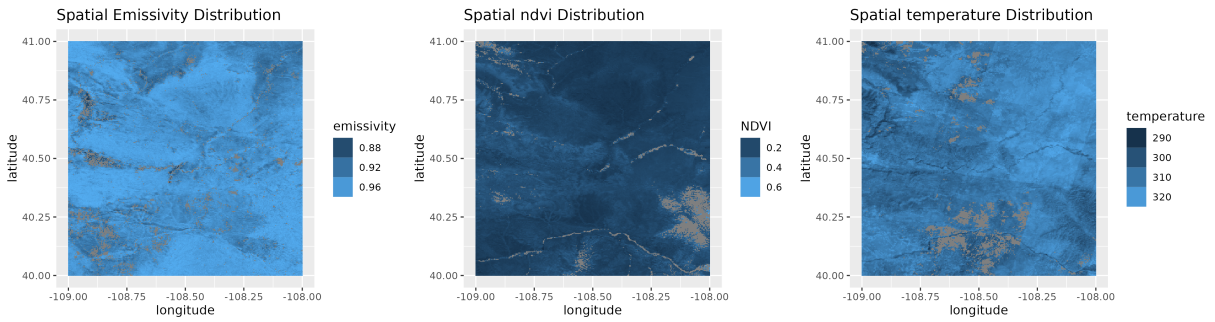 Spatial Emissivity Distribution
41.00
40.75
40.50
40.25
40.00
latitude
-109.00 -108.75 -108.50 -108.25 -108.00
longitude
emissivity
0.88
0.92
0.96
Spatial ndvi Distribution
41.00
40.75
40.50
40.25
40.00
latitude
-109.00 -108.75 -108.50 -108.25 -108.00
longitude
NDVI
0.2
0.4
0.6
Spatial temperature Distribution
41.00
40.75
40.50
40.25
40.00
latitude
-109.00 -108.75 -108.50 -108.25 -108.00
longitude
temperature
290
300
310
320